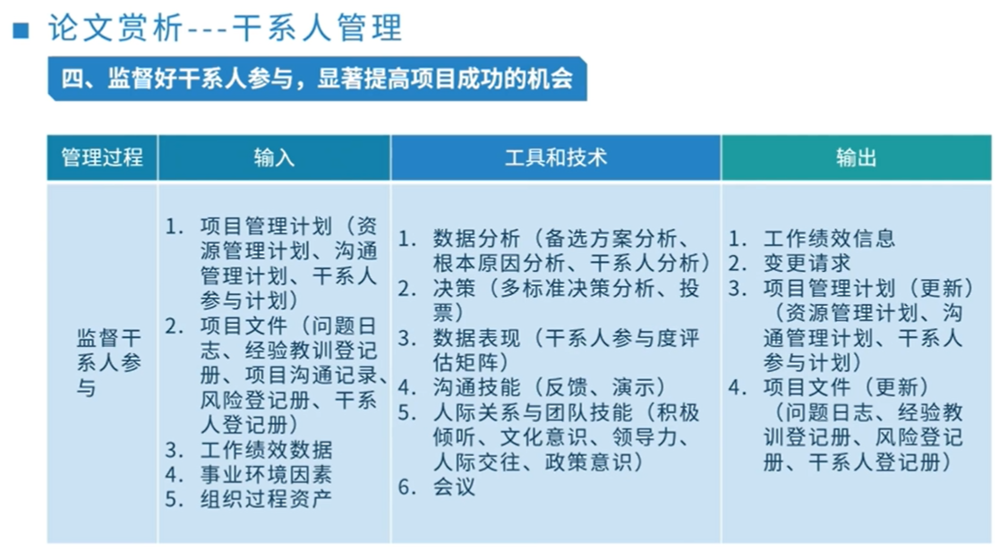 论文赏析---干系人管理
四、监督好干系人参与，显著提高项目成功的机会
管理过程
输入
工具和技术
输出
监督干
系人参
与
1. 项目管理计划（资
源管理计划、沟通
管理计划、干系人
参与计划）
2. 项目文件（问题日
志、经验教训登记
册、项目沟通记录、
风险登记册、干系
人登记册）
3. 工作绩效数据
4. 事业环境因素
5. 组织过程资产
1. 数据分析（备选方案分析、
根本原因分析、干系人分析）
2. 决策（多标准决策分析、投
票）
3. 数据表现（干系人参与度评
估矩阵）
4. 沟通技能（反馈、演示）
5. 人际关系与团队技能（积极
倾听、文化意识、领导力、
人际交往、政策意识）
6. 会议
1. 工作绩效信息
2. 变更请求
3. 项目管理计划（更新）
（资源管理计划、沟
通管理计划、干系人
参与计划）
4. 项目文件（更新）
（问题日志、经验教
训登记册、风险登记
册、干系人登记册）